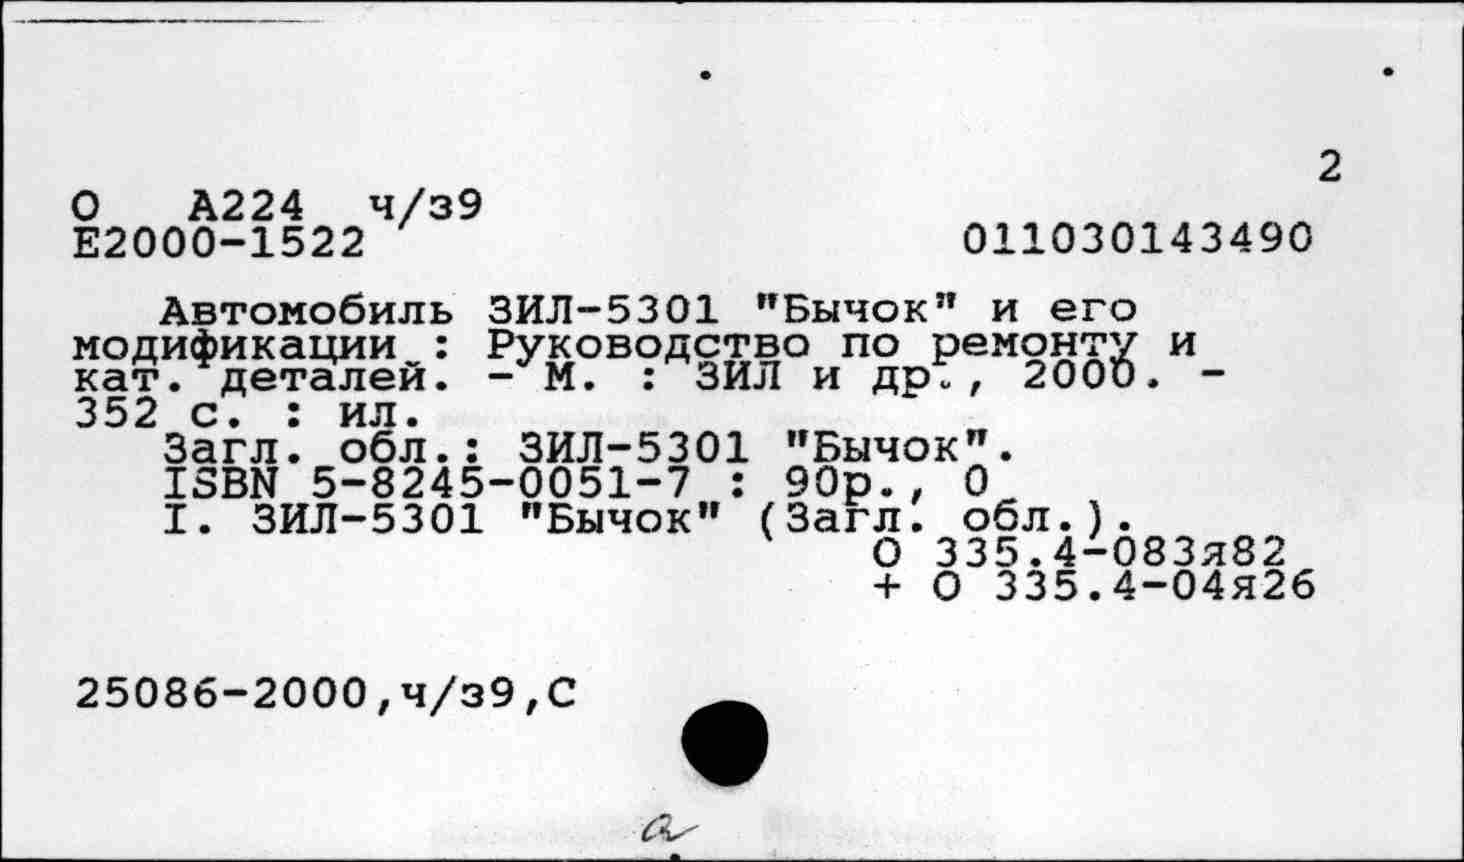 2
О А224 ч/з9
Е2000-1522 011030143490
Автомобиль ЗИЛ-5301 "Бычок" и его
модификации : Руководство по ремонту и
кат. деталей. - М. : ЗИЛ и др., 2000. -
352 с. : ил.
Загл. обл.: ЗИЛ-5301 "Бычок".
ISBN 5-8245-0051-7 : 90р., 0
I. ЗИЛ-5301 "Бычок" (Загл. обл.).
О 335.4-083я82
+ О 335.4-04я26
25086-2000,ч/з9,С